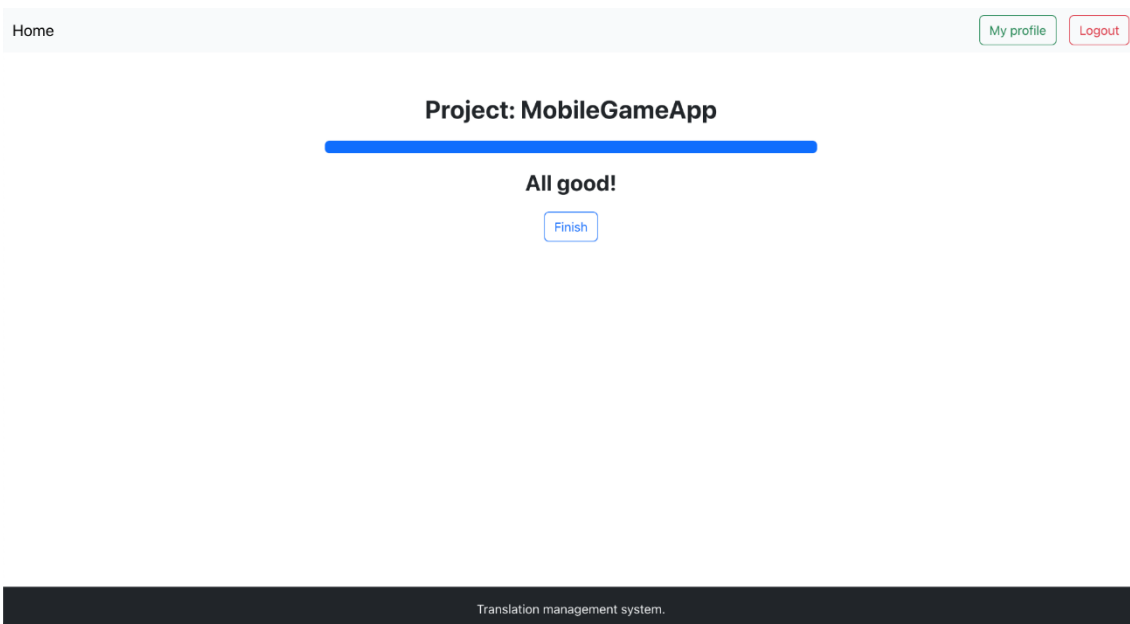 Home My profile Logout
Project: MobileGameApp
All good!
Finish
Translation management system.